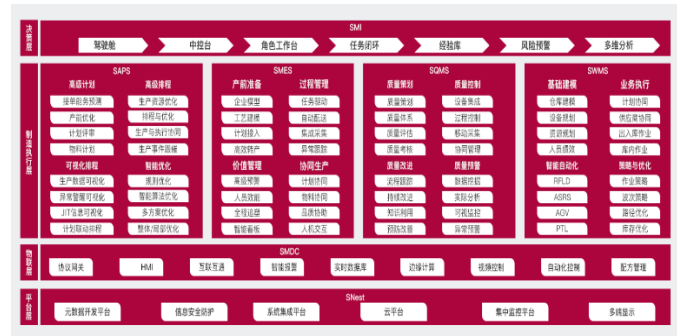 决策层
SMI
驾驶舱 中控台 角色工作台 任务闭环 经验库 风险预警 多维分析
制造执行层
SAPS
高级计划 高级排程
接单能务预测 生产资源优化
产前优化 排程与优化
计划评审 生产与执行协同
物料计划 生产事件跟催
可视化排程 智能优化
生产数据可视化 规则优化
异常警醒可视化 智能算法优化
JIT信息可视化 多方案优化
计划联动排程 整体/局部优化
SMES
产前准备 过程管理
企业模型 任务驱动
工艺建模 自动配送
计划接入 集成采集
高效转产 异常跟踪
价值管理 协同生产
高级预警 计划协同
人员效能 物料协同
全程追塑 品质协助
智能看板 人机交互
SQMS
质量策划 质量控制
质量策划 设备集成
质量体系 过程控制
质量评估 移动采集
质量考核 协同管理
质量改进 质量预警
流程跟踪 数据挖掘
持续改进 实际分析
知识利用 可视监控
预防改善 异常预警
SWMS
基础建模 业务执行
仓库建模 计划协同
设备规划 供应商协同
货源规划 出入库作业
人员绩效 库内作业
智能自动化 策略与优化
RFLD 作业策略
ASRS 波次策略
AGV 路径优化
PTL 库存优化
物联层
SMDC
协议网关 HMI 互联互通 智能报警 实时数据库 边缘计算 视频控制 自动化控制 配方管理
平台层
SNest
元数据开发平台 信息安全防护 系统集成平台 云平台 集中监控平台 多端显示